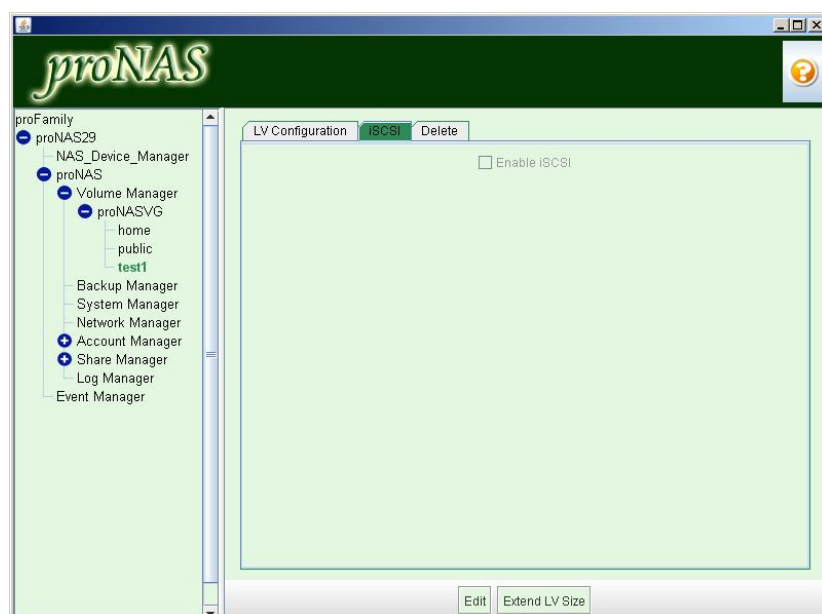 proNAS
proFamily
proNAS29
NAS_Device_Manager
proNAS
Volume Manager
proNASVG
home
public
test1
Backup Manager
System Manager
Network Manager
Account Manager
Share Manager
Log Manager
Event Manager
LV Configuration iSCSI Delete
Enable iSCSI
Edit Extend LV Size